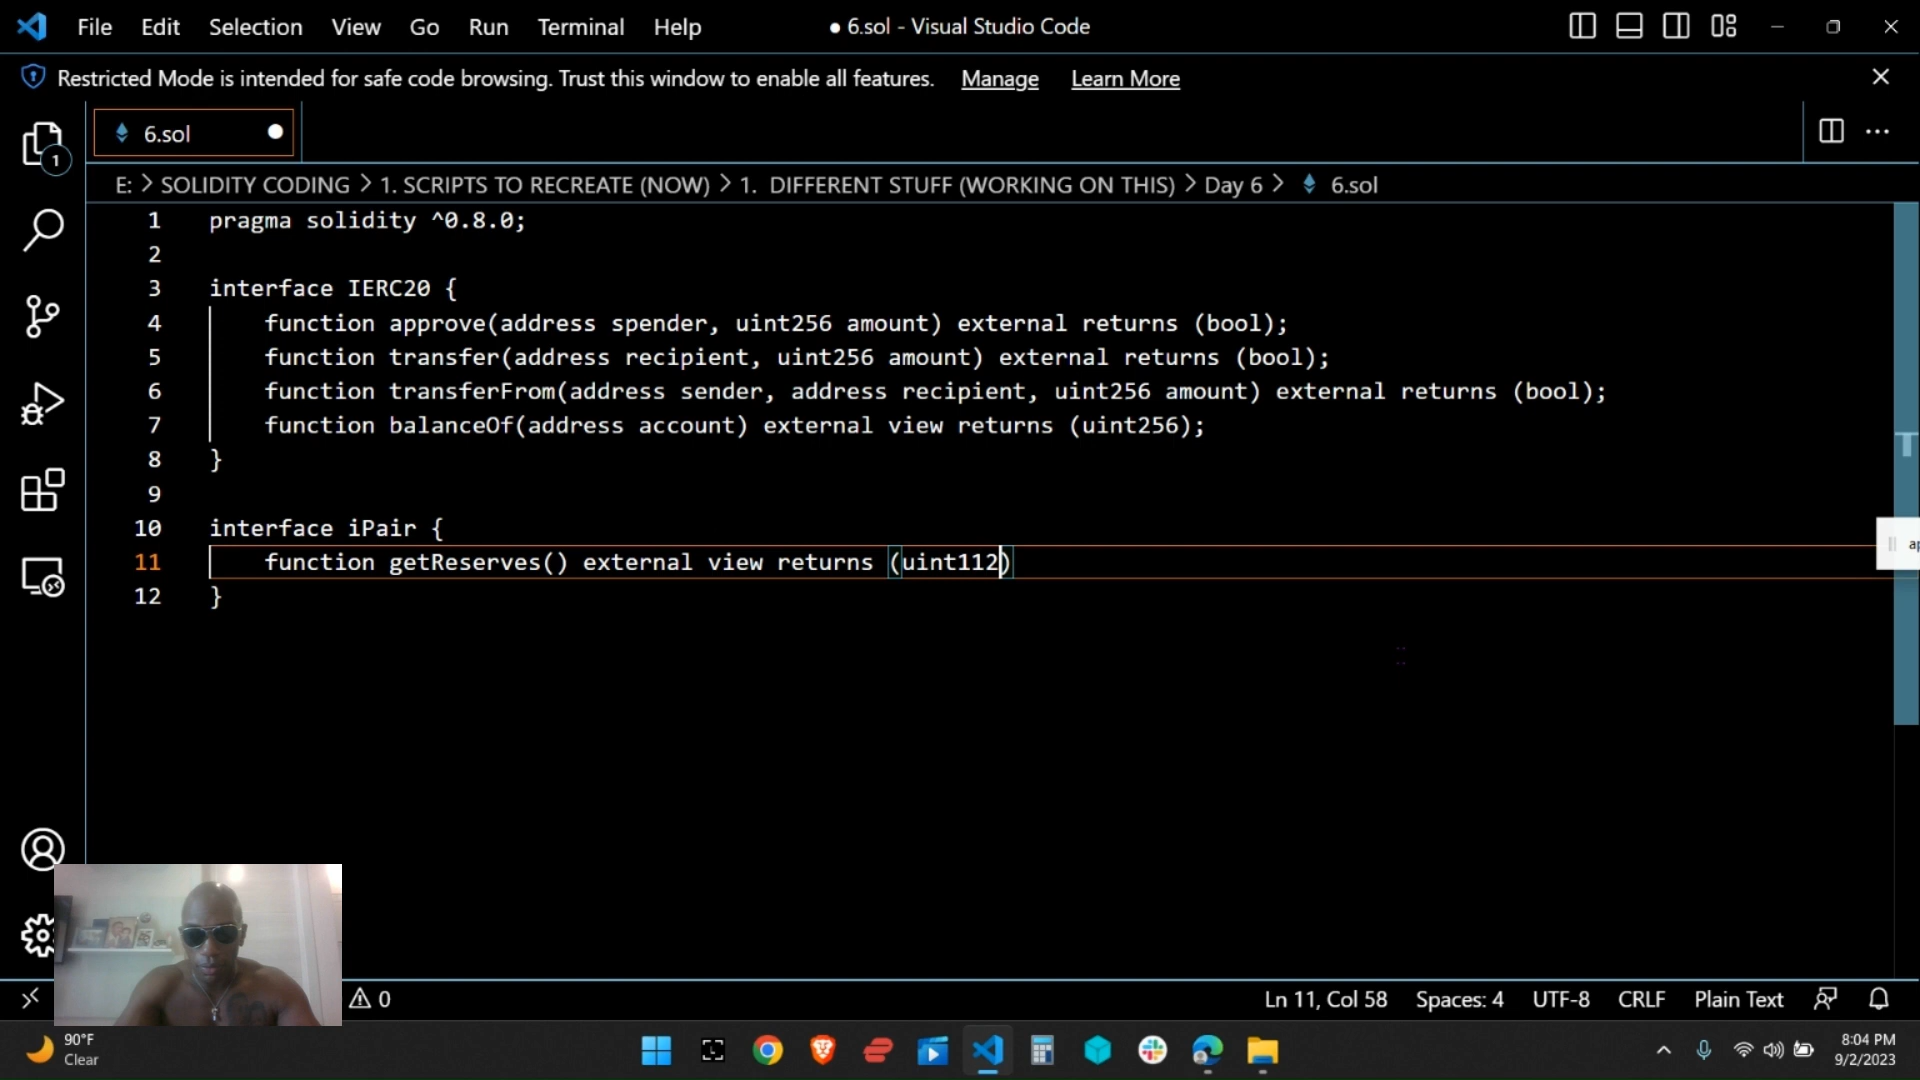 File Edit Selection View Go Run Terminal Help ● 6.sol - Visual Studio Code
Restricted Mode is intended for safe code browsing. Trust this window to enable all features. Manage Learn More
6.sol
1
E: > SOLIDITY CODING > 1. SCRIPTS TO RECREATE (NOW) > 1. DIFFERENT STUFF (WORKING ON THIS) > Day 6 > 6.sol
1 pragma solidity ^0.8.0;
2
3 interface IERC20 {
4 function approve(address spender, uint256 amount) external returns (bool);
5 function transfer(address recipient, uint256 amount) external returns (bool);
6 function transferFrom(address sender, address recipient, uint256 amount) external returns (bool);
7 function balanceOf(address account) external view returns (uint256);
8 }
9
10 interface iPair {
11 function getReserves() external view returns (uint112)
12 }
0 Ln 11, Col 58 Spaces: 4 UTF-8 CRLF Plain Text
90°F
Clear
8:04 PM
9/2/2023